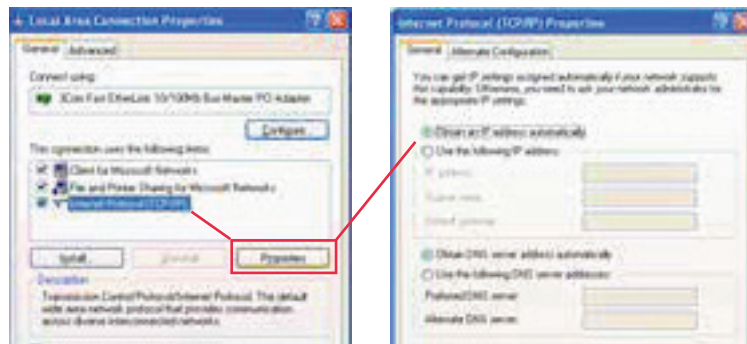 Local Area Connection Properties
General Advanced
Connect using:
3Com Fast EtherLink 10/100Mb Bus-Master PCI Adapter
Configure...
This connection uses the following items:
Client for Microsoft Networks
File and Printer Sharing for Microsoft Networks
Internet Protocol (TCP/IP)
Install... Uninstall Properties
Description
Transmission Control Protocol/Internet Protocol. The default
wide area network protocol that provides communication
across diverse interconnected networks.
Internet Protocol (TCP/IP) Properties
General Alternate Configuration
You can get IP settings assigned automatically if your network supports
this capability. Otherwise, you need to ask your network administrator for
the appropriate IP settings.
Obtain an IP address automatically
Use the following IP address:
IP address:
Subnet mask:
Default gateway:
Obtain DNS server address automatically
Use the following DNS server addresses:
Preferred DNS server:
Alternate DNS server: